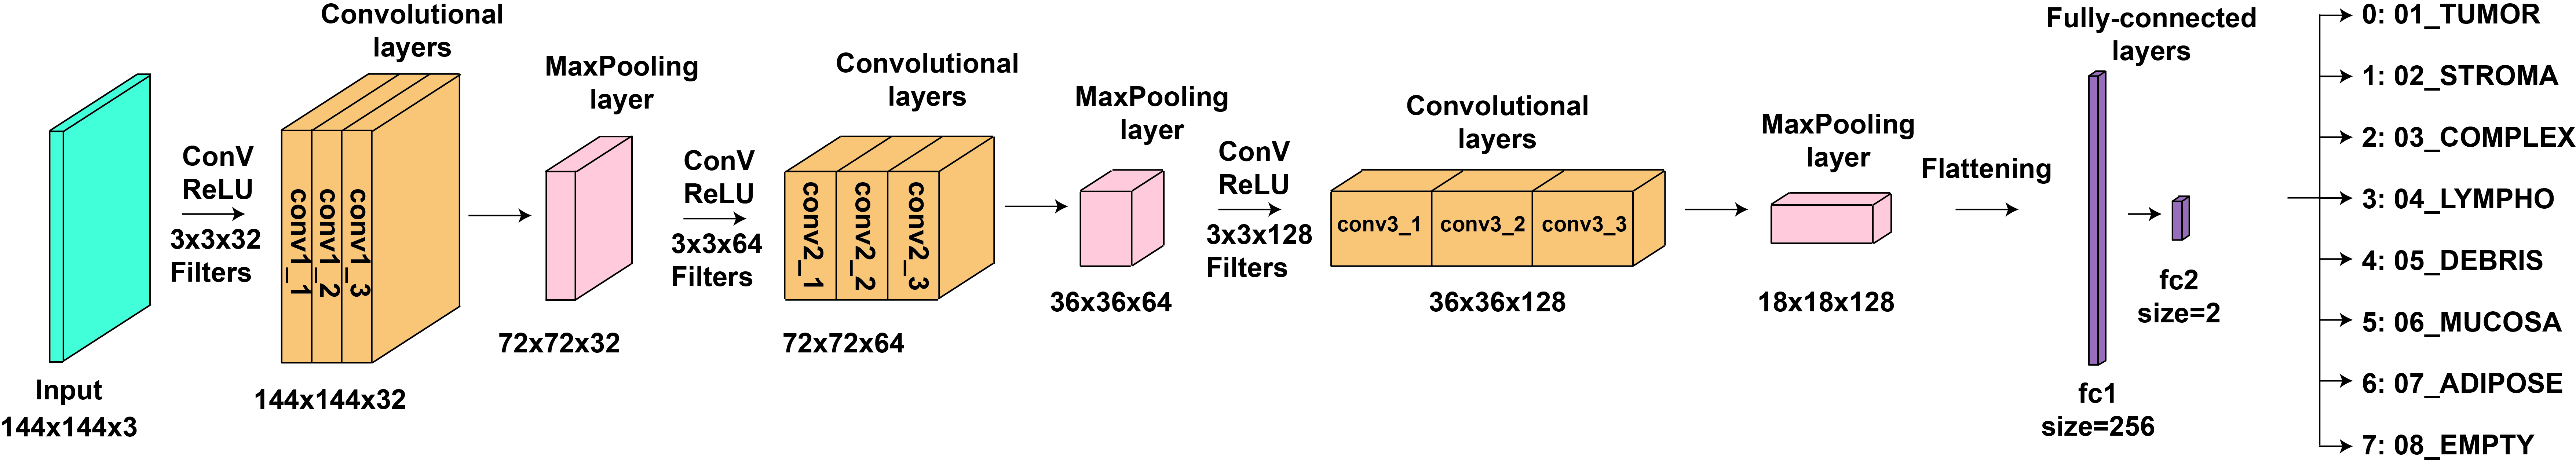 Convolutional
layers
MaxPooling
layer
Convolutional
layers
MaxPooling
layer
Convolutional
layers
MaxPooling
layer
Fully-connected
layers
ConV
ReLU
3x3x32
Filters
conv1_1
conv1_2
conv1_3
ConV
ReLU
3x3x64
Filters
conv2_1
conv2_2
conv2_3
ConV
ReLU
3x3x128
Filters
conv3_1
conv3_2
conv3_3
Flattening
Input
144x144x3
144x144x32
72x72x32
72x72x64
36x36x64
36x36x128
18x18x128
fc1
size=256
fc2
size=2
0: 01_TUMOR
1: 02_STROMA
2: 03_COMPLEX
3: 04_LYMPHO
4: 05_DEBRIS
5: 06_MUCOSA
6: 07_ADIPOSE
7: 08_EMPTY